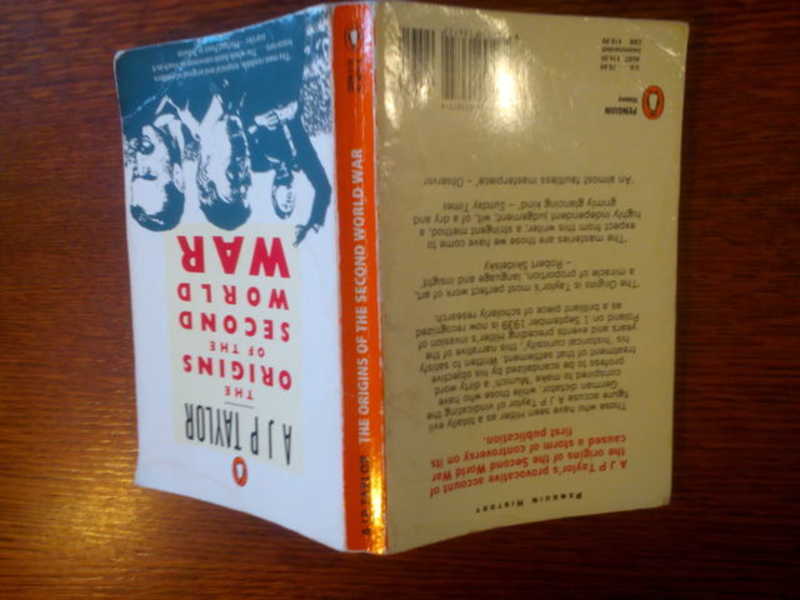 A J P TAYLOR
THE
ORIGINS
OF THE
SECOND
WORLD
WAR
A J P TAYLOR THE ORIGINS OF THE SECOND WORLD WAR
PENGUIN HISTORY
A J P Taylor's provocative account of
the origins of the Second World War
caused a storm of controversy on its
first publication.
Those who have seen Hitler as a totally evil
German dictator, while those who have
figure accuse A J P Taylor of vindicating the
conspired to make 'Munich' a dirty word
profess to be scandalized by his objective
treatment of that settlement. Written to satisfy
his 'historical curiosity', this narrative of the
years and events preceding Hitler's invasion of
Poland on 1 September 1939 is now recognized
as a brilliant piece of scholarly research.
'The Origins is Taylor's most perfect work of art,
a miracle of proportion, language and insight'
– Robert Skidelsky
'The masteries are those we have come to
expect from this writer: a stringent method, a
highly independent judgement, wit, of a dry and
grimly glancing kind' – Sunday Times
'An almost faultless masterpiece' – Observer
PENGUIN
History